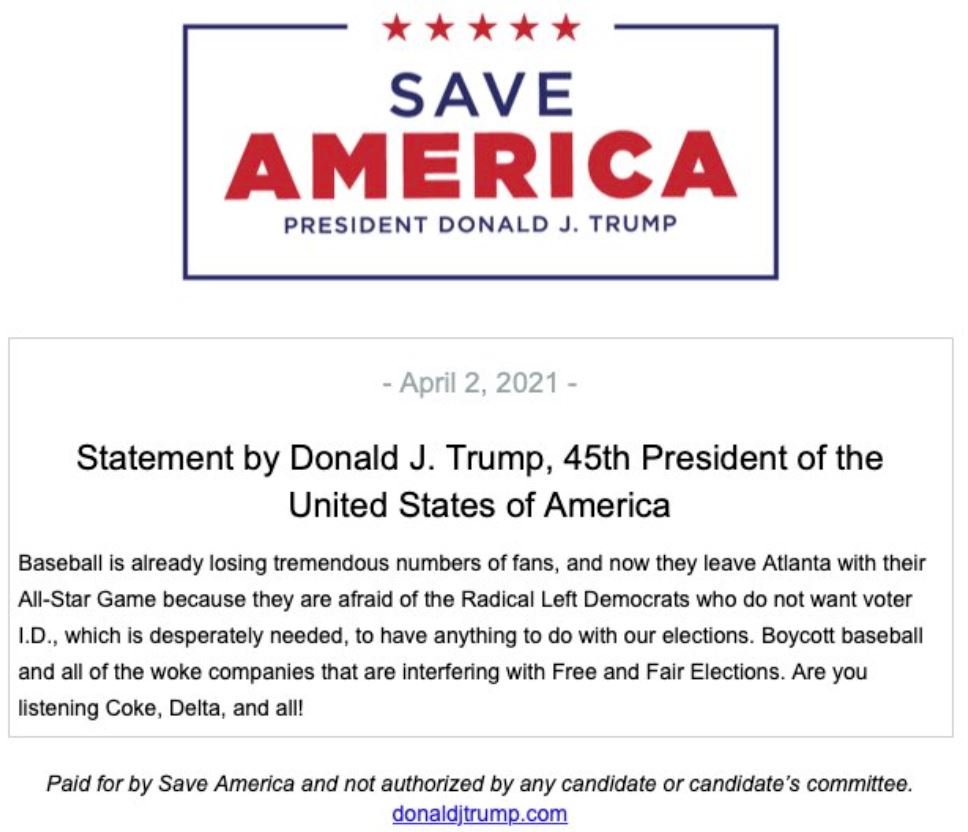 SAVE
AMERICA
PRESIDENT DONALD J. TRUMP
- April 2, 2021 -
Statement by Donald J. Trump, 45th President of the
United States of America
Baseball is already losing tremendous numbers of fans, and now they leave Atlanta with their
All-Star Game because they are afraid of the Radical Left Democrats who do not want voter
I.D., which is desperately needed, to have anything to do with our elections. Boycott baseball
and all of the woke companies that are interfering with Free and Fair Elections. Are you
listening Coke, Delta, and all!
Paid for by Save America and not authorized by any candidate or candidate's committee.
donaldjtrump.com